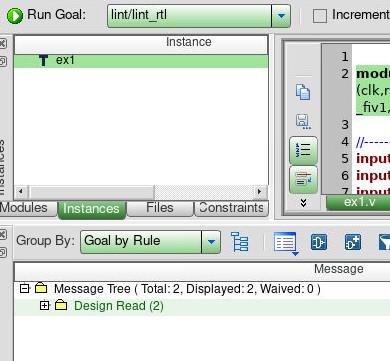 Run Goal: lint/lint_rtl Increment
Instance
ex1
Modules Instances Files Constraints
1
2 modu
(clk,r
_fiv1,
3
4 //-----
5 input
6 input
7 input
ex1.v
Group By: Goal by Rule
Message
Message Tree ( Total: 2, Displayed: 2, Waived: 0 )
Design Read (2)